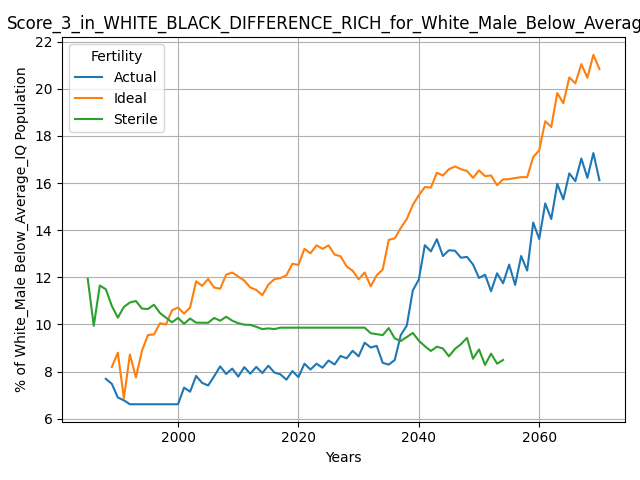 Score_3_in_WHITE_BLACK_DIFFERENCE_RICH_for_White_Male_Below_Averag
% of White_Male Below_Average_IQ Population
22
20
18
16
14
12
10
8
6
Fertility
Actual
Ideal
Sterile
2000
2020
2040
2060
Years